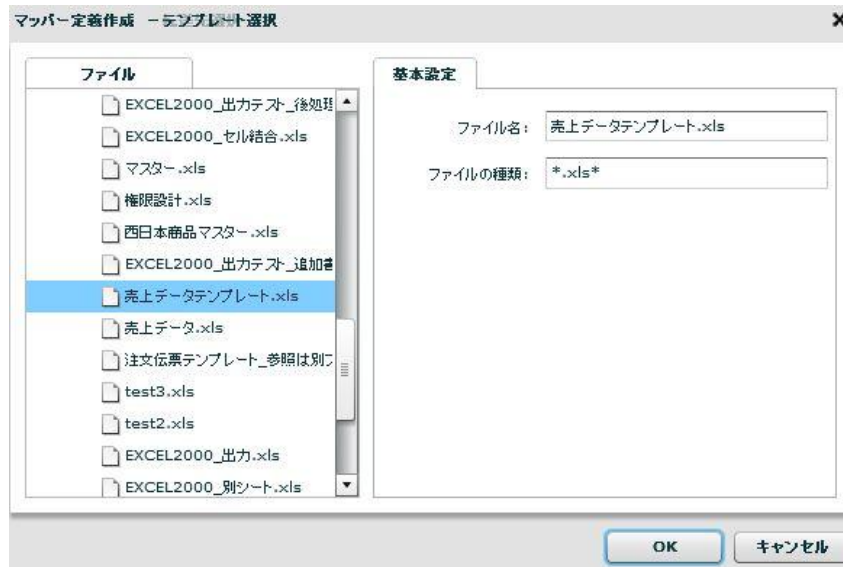 マッパー定義作成 －テンプレート選択
ファイル
EXCEL2000_出力テスト_後処理
EXCEL2000_セル結合.xls
マスター.xls
権限設計.xls
西日本商品マスター.xls
EXCEL2000_出力テスト_追加書
売上データテンプレート.xls
売上データ.xls
注文伝票テンプレート_参照は別フ
test3.xls
test2.xls
EXCEL2000_出力.xls
EXCEL2000_別シート.xls
基本設定
ファイル名： 売上データテンプレート.xls
ファイルの種類： *.xls*
OK キャンセル